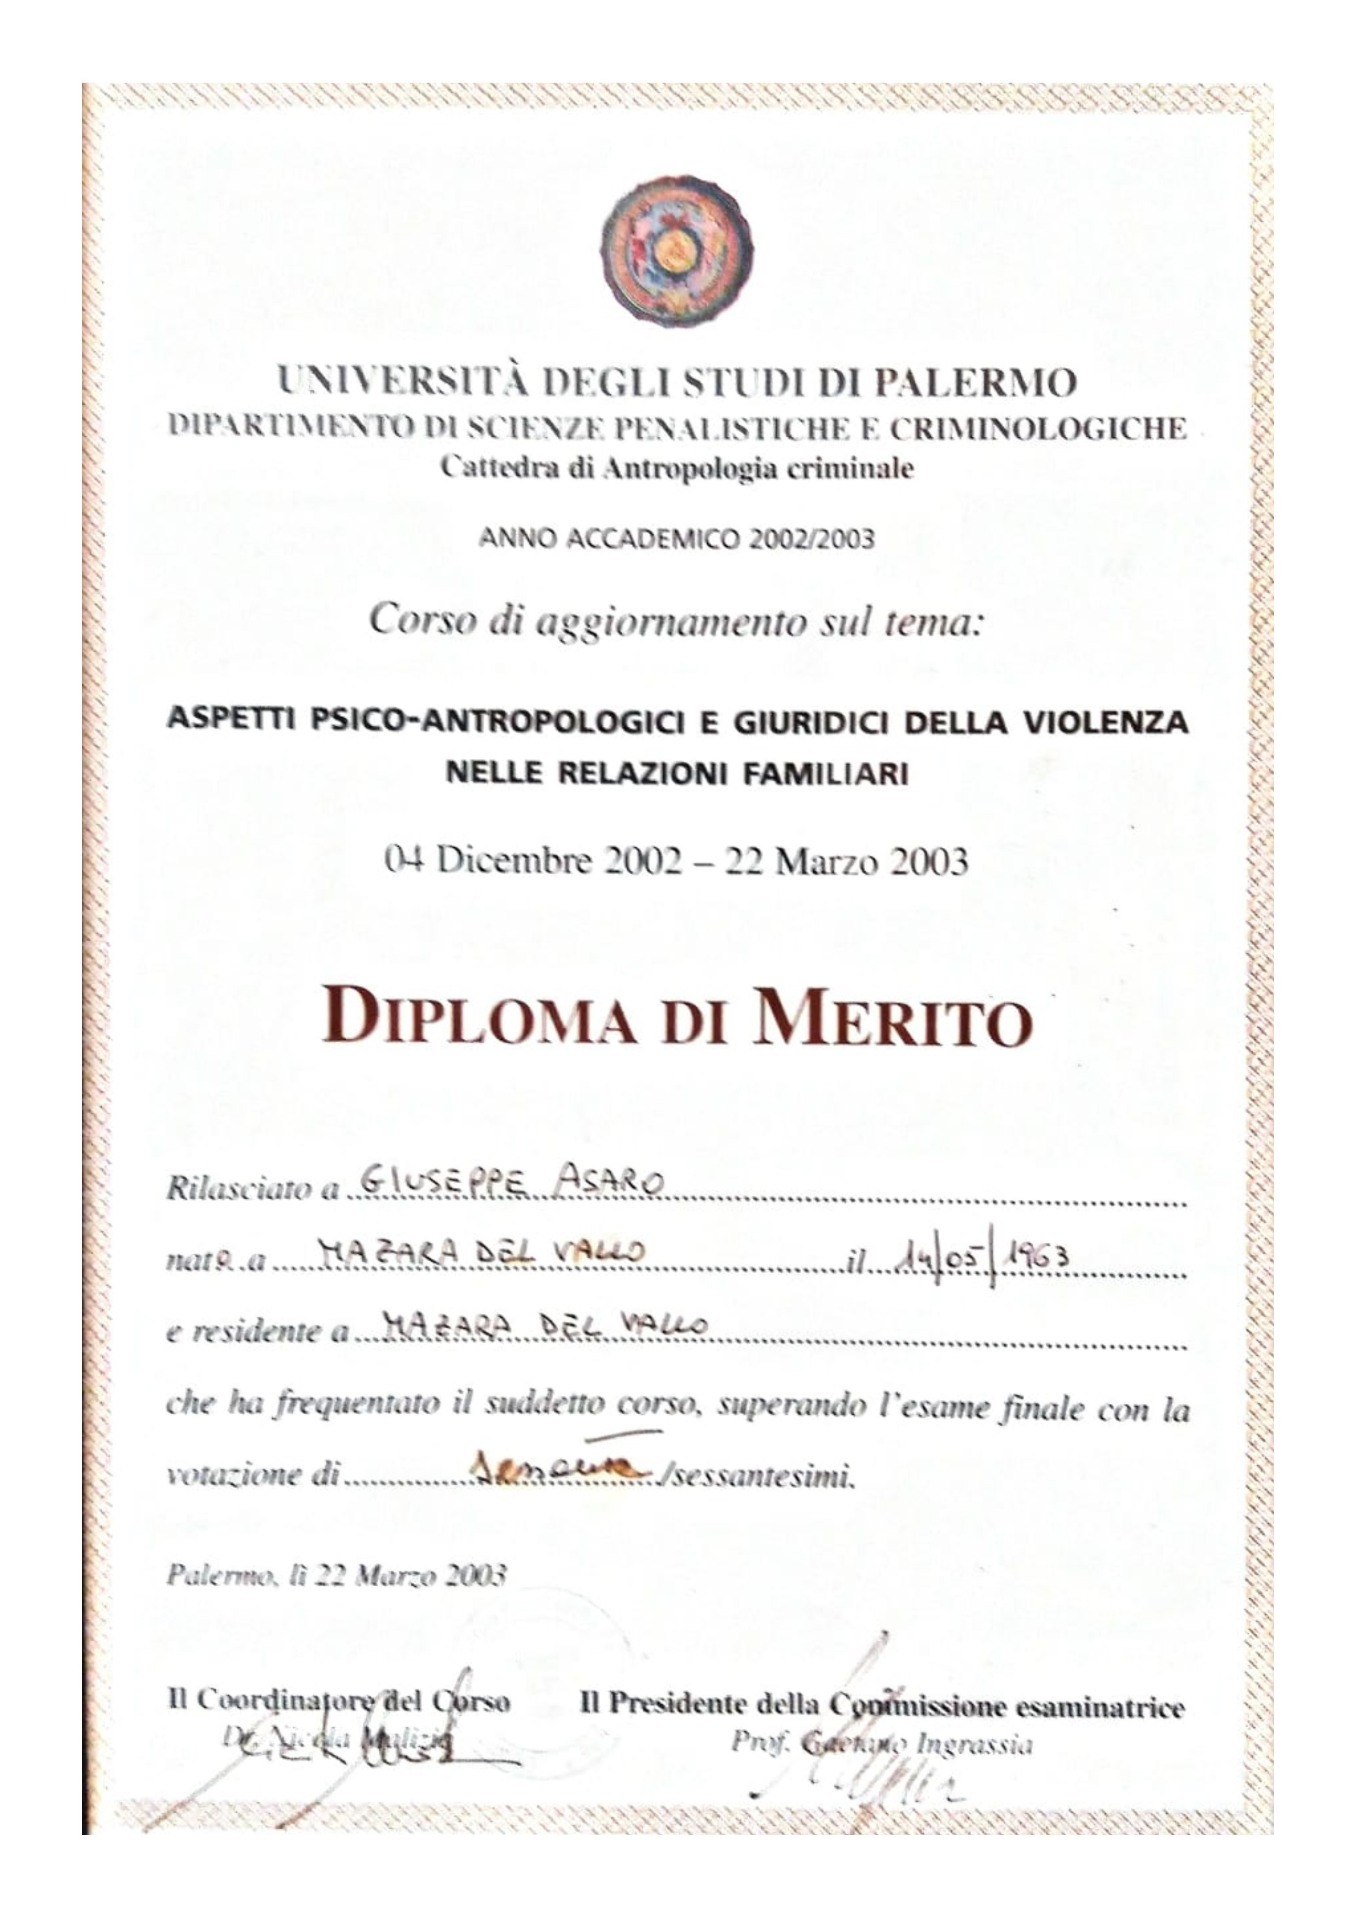 UNIVERSITÀ DEGLI STUDI DI PALERMO
DIPARTIMENTO DI SCIENZE PENALISTICHE E CRIMINOLOGICHE
Cattedra di Antropologia criminale
ANNO ACCADEMICO 2002/2003
Corso di aggiornamento sul tema:
ASPETTI PSICO-ANTROPOLOGICI E GIURIDICI DELLA VIOLENZA
NELLE RELAZIONI FAMILIARI
04 Dicembre 2002 – 22 Marzo 2003
DIPLOMA DI MERITO
Rilasciato a GIUSEPPE ASARO
nato a MAZARA DEL VALLO il 14/05/1963
e residente a MAZARA DEL VALLO
che ha frequentato il suddetto corso, superando l'esame finale con la
votazione di /sessantesimi.
Palermo, lì 22 Marzo 2003
Il Coordinatore del Corso Il Presidente della Commissione esaminatrice
Dr. Nicola Malizia Prof. Gaetano Ingrassia